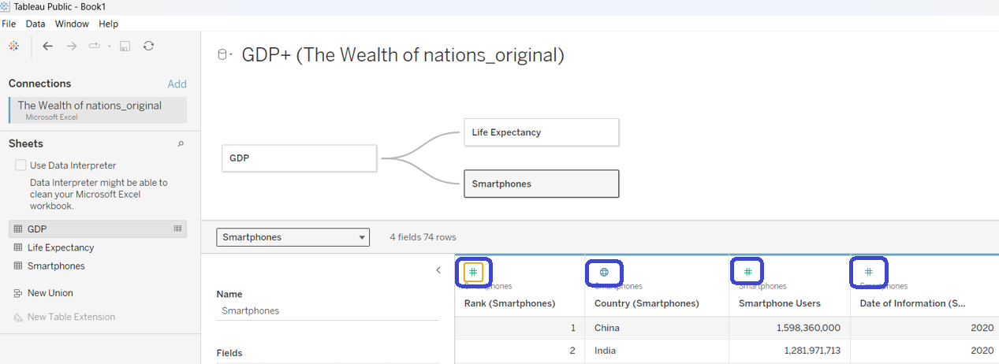 Tableau Public - Book1
File Data Window Help
GDP+ (The Wealth of nations_original)
Connections Add
The Wealth of nations_original
Microsoft Excel
Sheets
Use Data Interpreter
Data Interpreter might be able to
clean your Microsoft Excel
workbook.
GDP
Life Expectancy
Smartphones
New Union
New Table Extension
GDP
Life Expectancy
Smartphones
Smartphones 4 fields 74 rows
Name
Smartphones
Fields
Smartphones Smartphones Smartphones Smartphones
Rank (Smartphones) Country (Smartphones) Smartphone Users Date of Information (S...
1 China 1,598,360,000 2020
2 India 1,281,971,713 2020